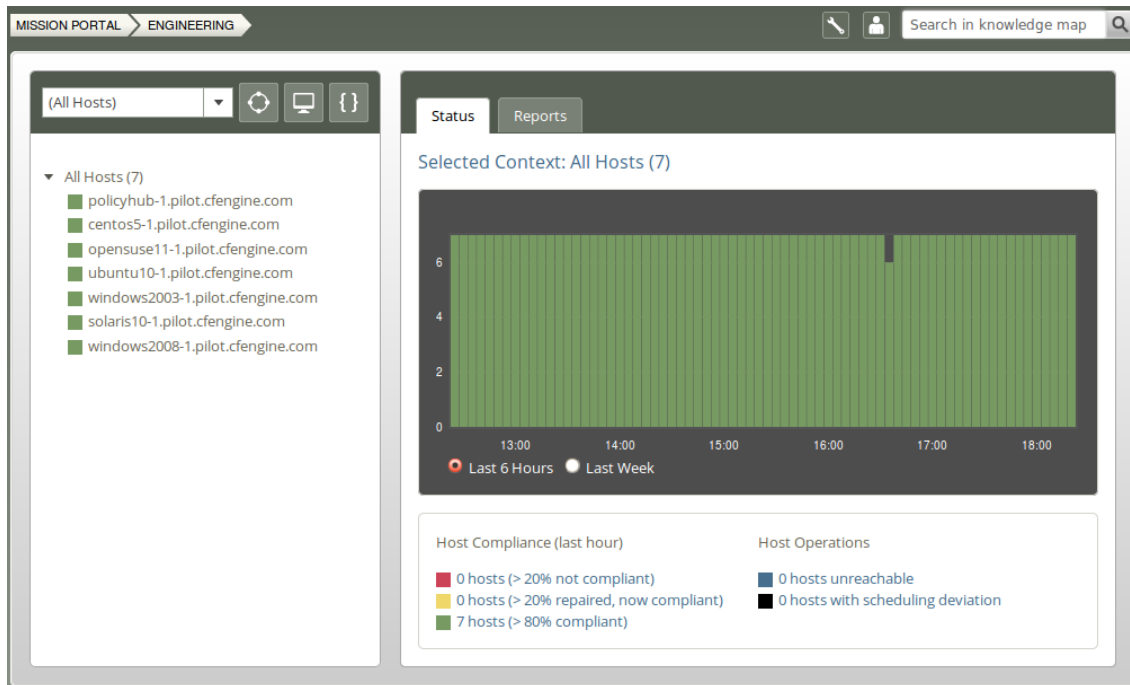 MISSION PORTAL ENGINEERING
Search in knowledge map
(All Hosts)
{ }
All Hosts (7)
policyhub-1.pilot.cfengine.com
centos5-1.pilot.cfengine.com
opensuse11-1.pilot.cfengine.com
ubuntu10-1.pilot.cfengine.com
windows2003-1.pilot.cfengine.com
solaris10-1.pilot.cfengine.com
windows2008-1.pilot.cfengine.com
Status Reports
Selected Context: All Hosts (7)
6
4
2
0
13:00 14:00 15:00 16:00 17:00 18:00
Last 6 Hours Last Week
Host Compliance (last hour)
0 hosts (> 20% not compliant)
0 hosts (> 20% repaired, now compliant)
7 hosts (> 80% compliant)
Host Operations
0 hosts unreachable
0 hosts with scheduling deviation